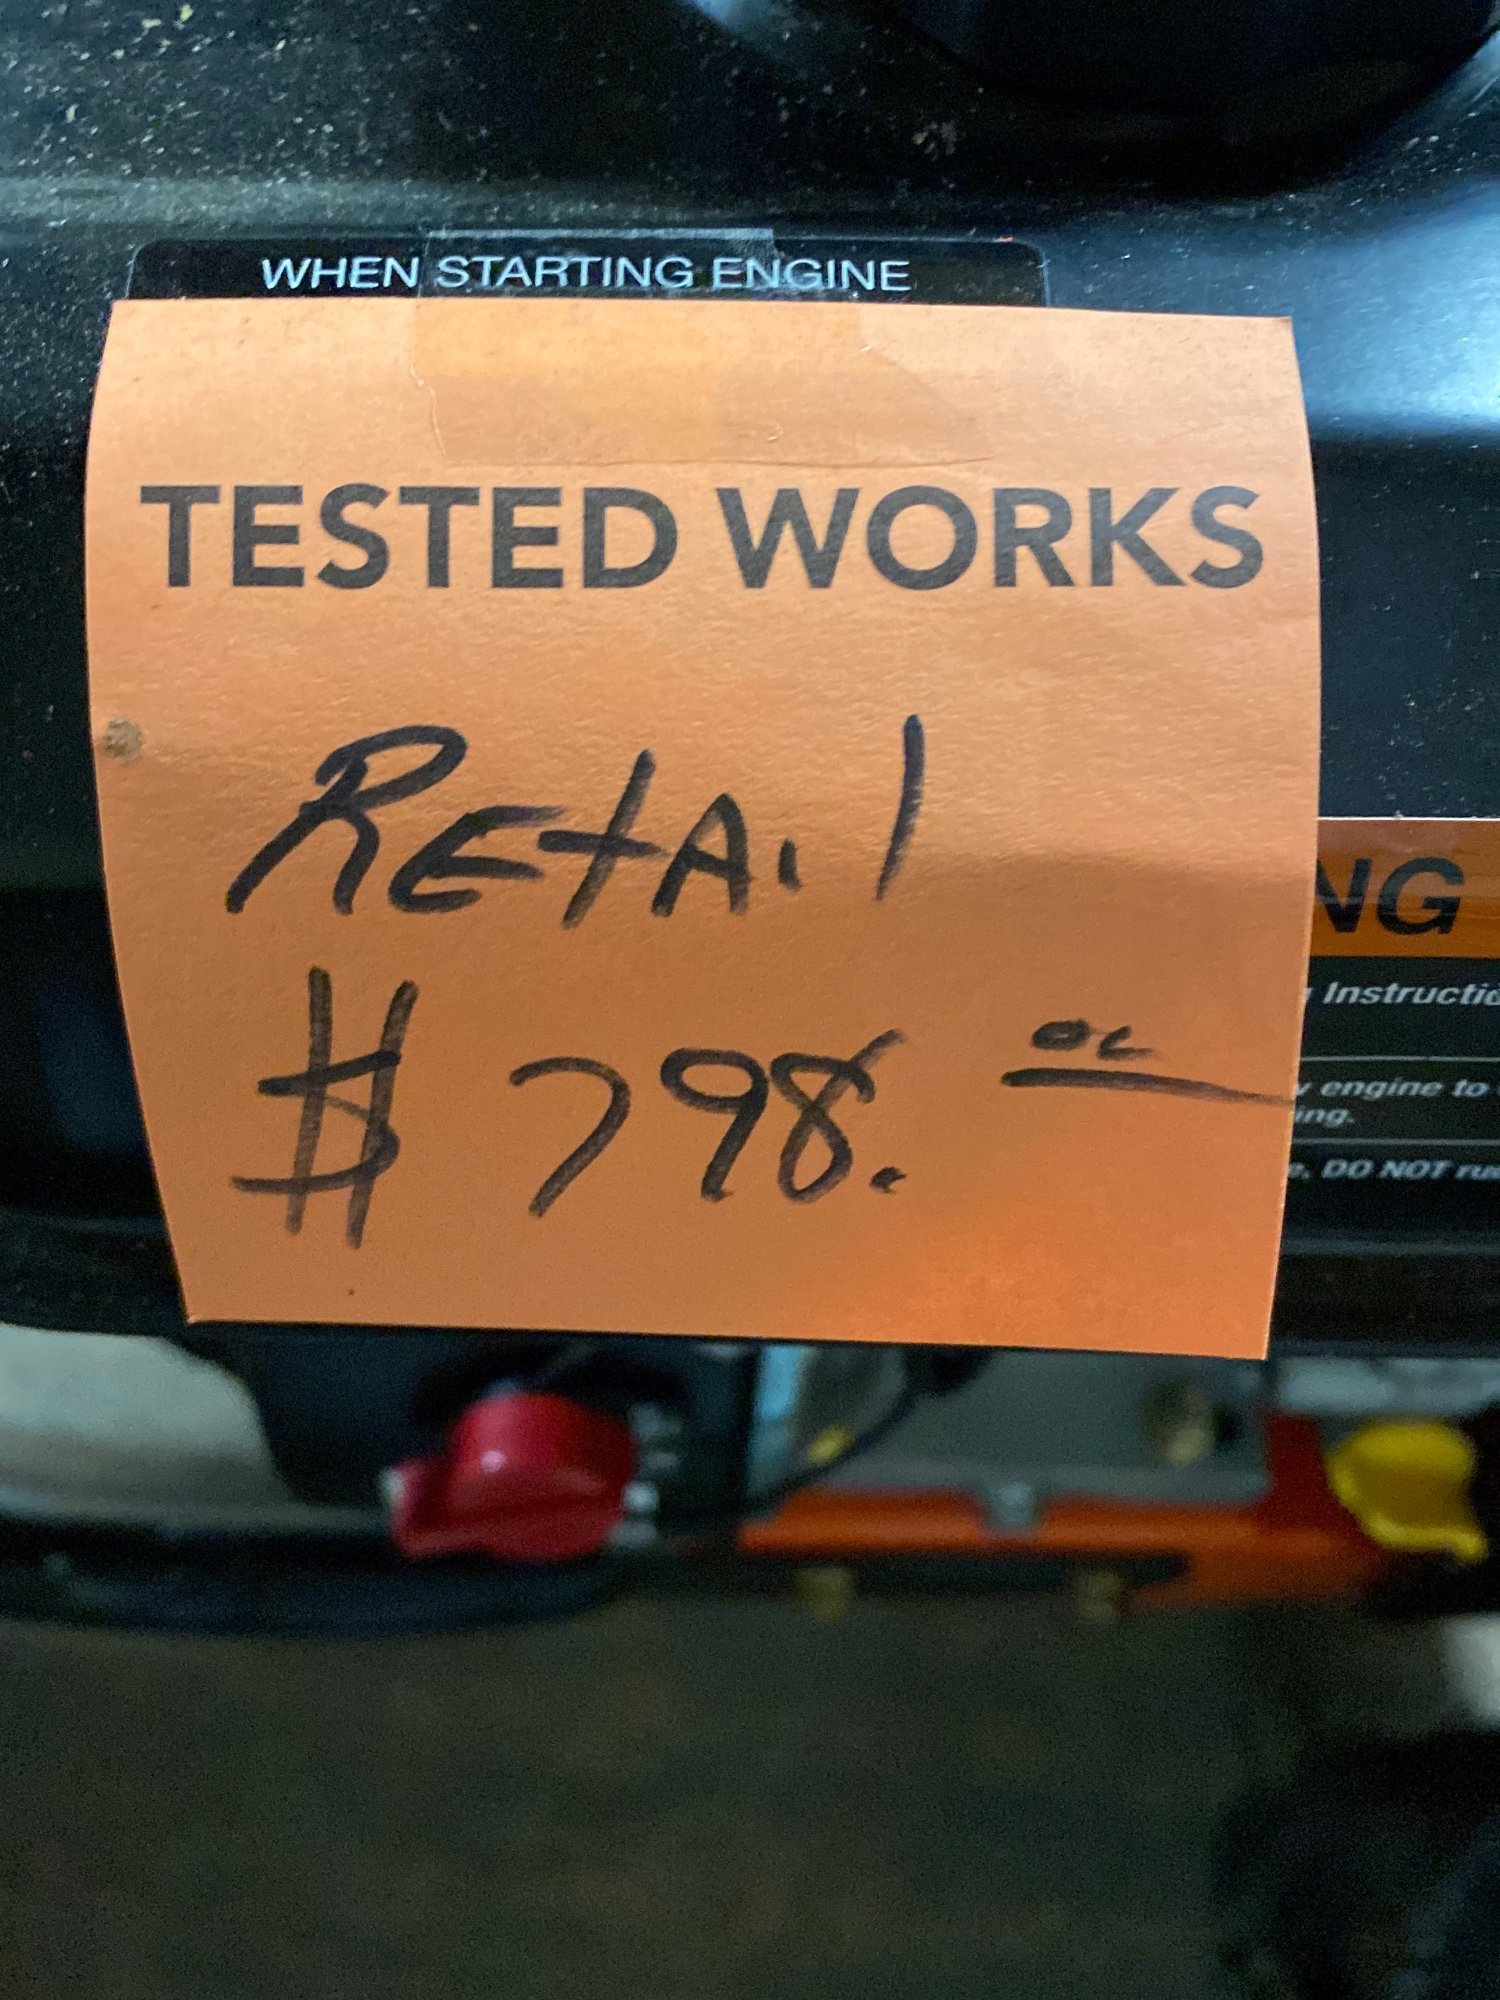 WHEN STARTING ENGINE
TESTED WORKS
RETAIL
$ 798. 00
NG
Instructio
engine to
ing.
DO NOT ru